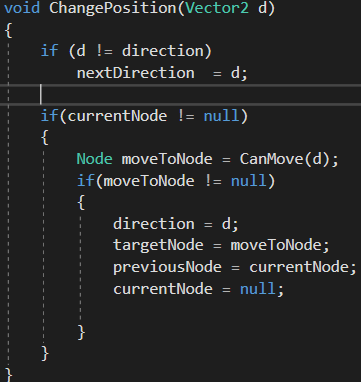 void ChangePosition(Vector2 d)
{
    if (d != direction)
        nextDirection  = d;

    if(currentNode != null)
    {
        Node moveToNode = CanMove(d);
        if(moveToNode != null)
        {
            direction = d;
            targetNode = moveToNode;
            previousNode = currentNode;
            currentNode = null;

        }
    }
}